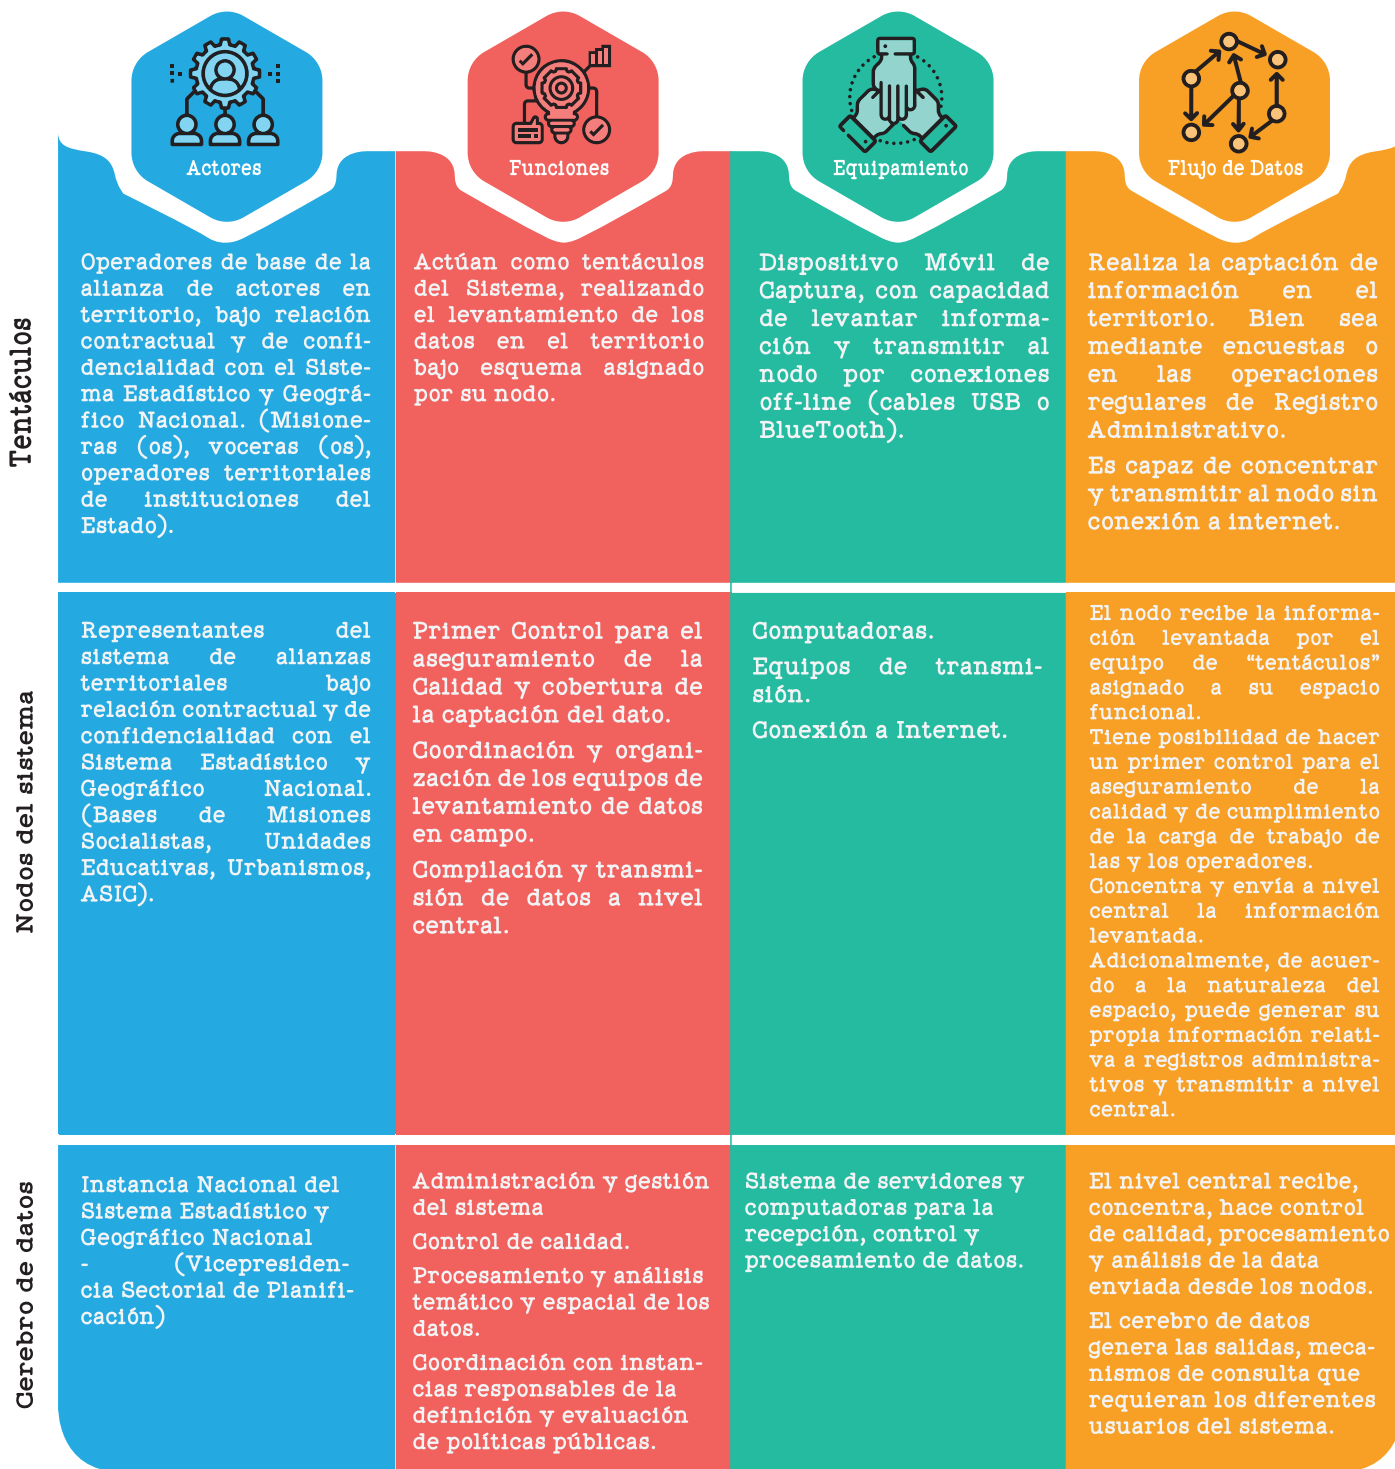 Actores
Funciones
Equipamiento
Flujo de Datos
Tentáculos
Operadores de base de la
alianza de actores en
territorio, bajo relación
contractual y de confi-
dencialidad con el Siste-
ma Estadístico y Geográ-
fico Nacional. (Misione-
ras (os), voceras (os),
operadores territoriales
de instituciones del
Estado).
Actúan como tentáculos
del Sistema, realizando
el levantamiento de los
datos en el territorio
bajo esquema asignado
por su nodo.
Dispositivo Móvil de
Captura, con capacidad
de levantar informa-
ción y transmitir al
nodo por conexiones
off-line (cables USB o
BlueTooth).
Realiza la captación de
información en el
territorio. Bien sea
mediante encuestas o
en las operaciones
regulares de Registro
Administrativo.
Es capaz de concentrar
y transmitir al nodo sin
conexión a internet.
Nodos del sistema
Representantes del
sistema de alianzas
territoriales bajo
relación contractual y de
confidencialidad con el
Sistema Estadístico y
Geográfico Nacional.
(Bases de Misiones
Socialistas, Unidades
Educativas, Urbanismos,
ASIC).
Primer Control para el
aseguramiento de la
Calidad y cobertura de
la captación del dato.
Coordinación y organi-
zación de los equipos de
levantamiento de datos
en campo.
Compilación y transmi-
sión de datos a nivel
central.
Computadoras.
Equipos de transmi-
sión.
Conexión a Internet.
El nodo recibe la informa-
ción levantada por el
equipo de “tentáculos”
asignado a su espacio
funcional.
Tiene posibilidad de hacer
un primer control para el
aseguramiento de la
calidad y de cumplimiento
de la carga de trabajo de
las y los operadores.
Concentra y envía a nivel
central la información
levantada.
Adicionalmente, de acuer-
do a la naturaleza del
espacio, puede generar su
propia información relati-
va a registros administra-
tivos y transmitir a nivel
central.
Cerebro de datos
Instancia Nacional del
Sistema Estadístico y
Geográfico Nacional
- (Vicepresiden-
cia Sectorial de Planifi-
cación)
Administración y gestión
del sistema
Control de calidad.
Procesamiento y análisis
temático y espacial de los
datos.
Coordinación con instan-
cias responsables de la
definición y evaluación
de políticas públicas.
Sistema de servidores y
computadoras para la
recepción, control y
procesamiento de datos.
El nivel central recibe,
concentra, hace control
de calidad, procesamiento
y análisis de la data
enviada desde los nodos.
El cerebro de datos
genera las salidas, meca-
nismos de consulta que
requieran los diferentes
usuarios del sistema.